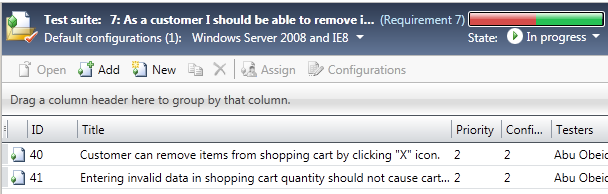 Test suite: 7: As a customer I should be able to remove i... (Requirement 7)
Default configurations (1): Windows Server 2008 and IE8 State: In progress
Open Add New Assign Configurations
Drag a column header here to group by that column.
ID Title Priority Confi... Testers
40 Customer can remove items from shopping cart by clicking "X" icon. 2 2 Abu Obeid
41 Entering invalid data in shopping cart quantity should not cause cart... 2 2 Abu Obeid